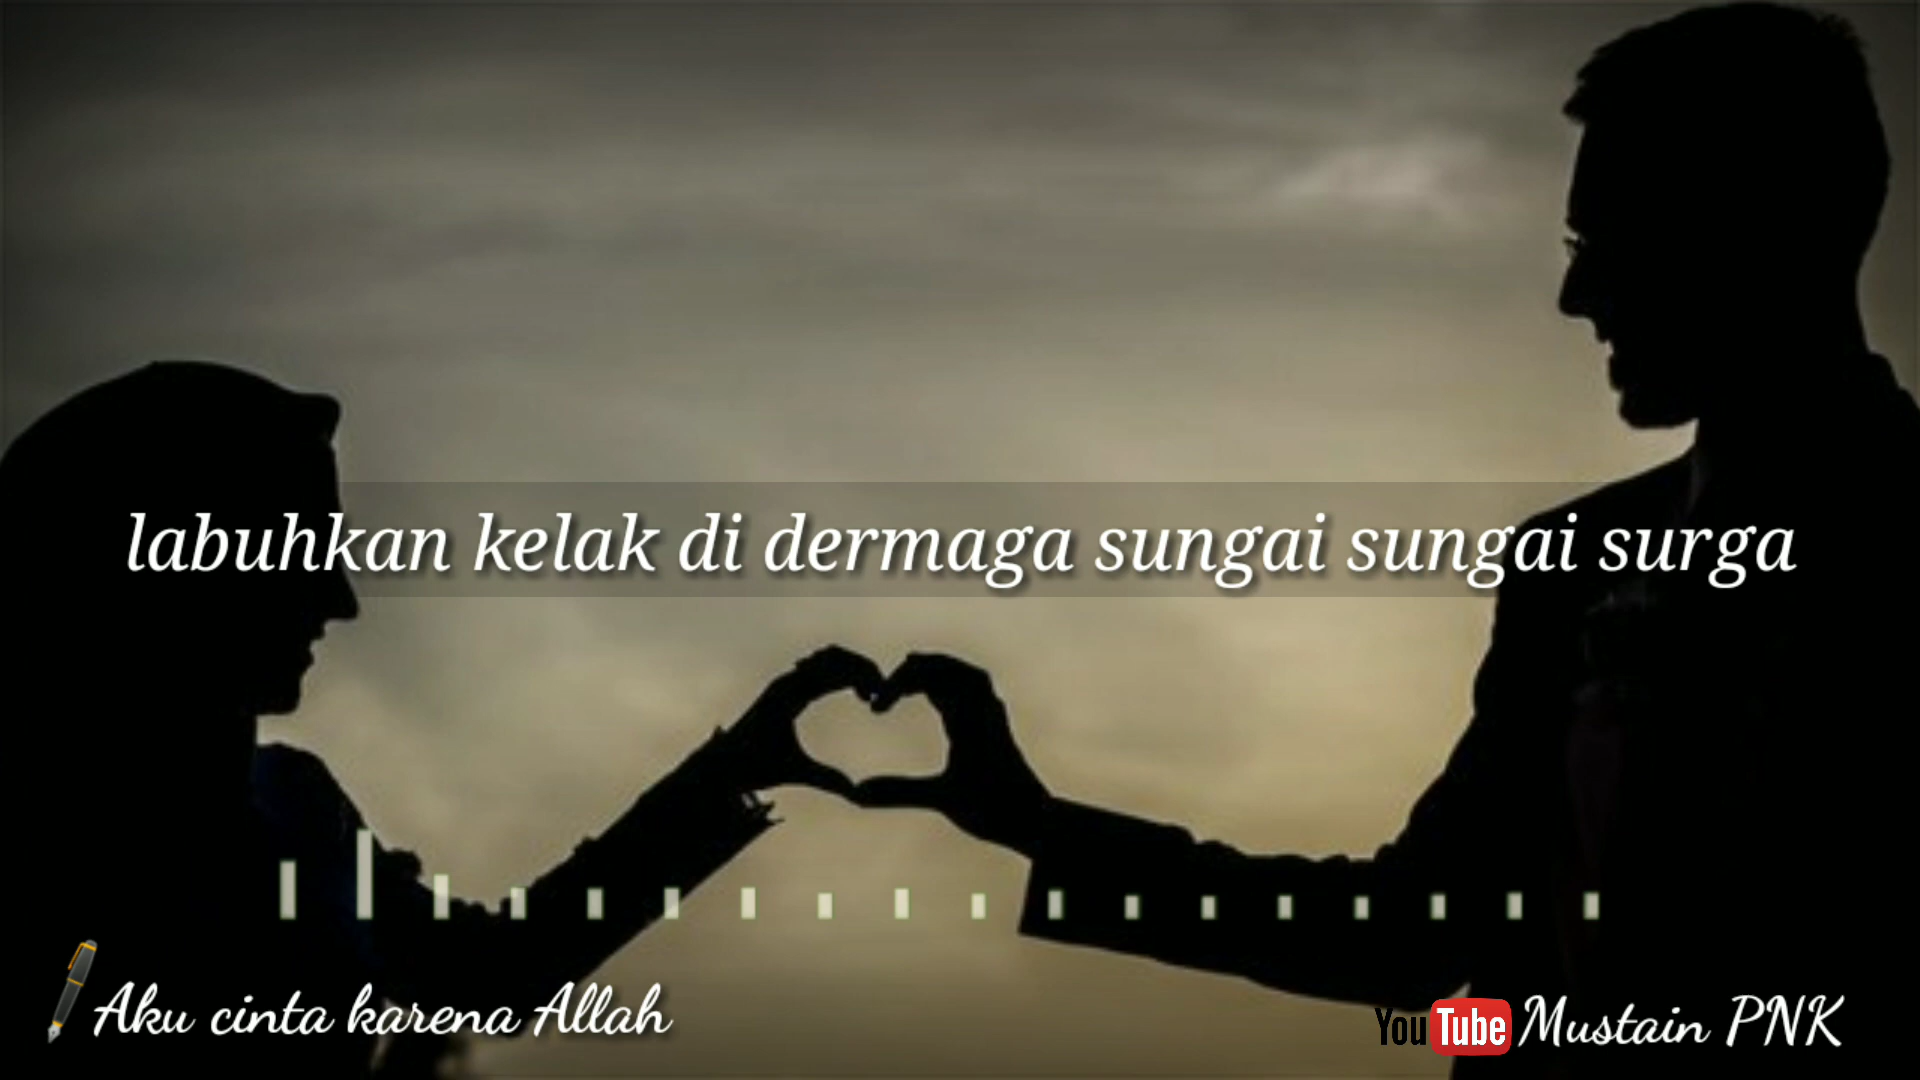 labuhkan kelak di dermaga sungai sungai surga
Aku cinta karena Allah
YouTube Mustain PNK